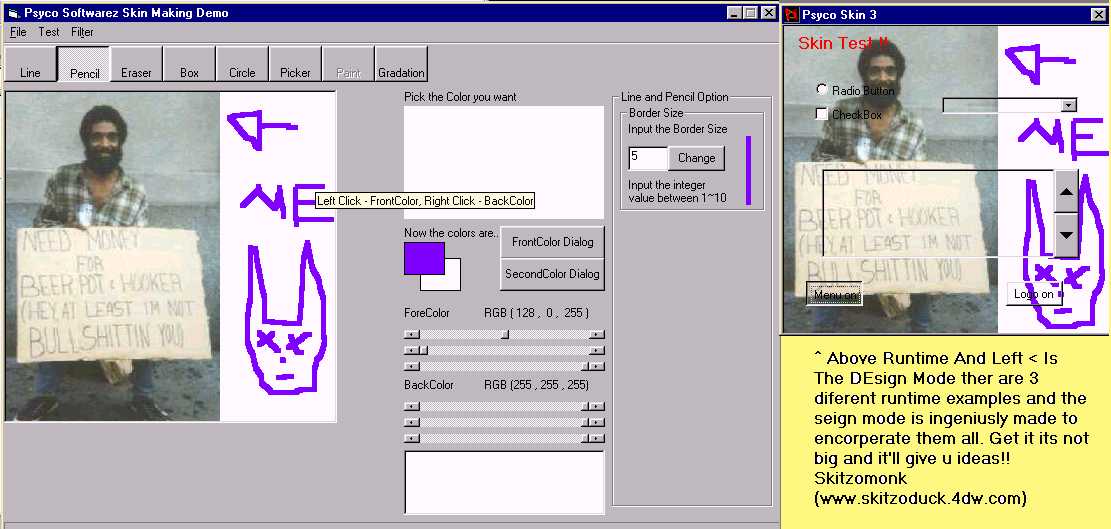 Psyco Softwarez Skin Making Demo
File Test Filter
Line Pencil Eraser Box Circle Picker Paint Gradation
ME
NEED MONEY
FOR
BEER POT & HOOKER
(HEY AT LEAST I'M NOT
BULLSHITTIN YOU)
Pick the Color you want
Left Click - FrontColor, Right Click - BackColor
Now the colors are..
FrontColor Dialog
SecondColor Dialog
ForeColor RGB ( 128 , 0 , 255 )
BackColor RGB (255 , 255 , 255)
Line and Pencil Option
Border Size
Input the Border Size
5 Change
Input the integer
value between 1~10
Psyco Skin 3
Skin Test !!
Radio Button
CheckBox
ME
NEED MONEY
FOR
BEER POT & HOOKER
(HEY AT LEAST I'M NOT
BULLSHITTIN YOU)
Menu on
Logo on
^ Above Runtime And Left < Is
The DEsign Mode ther are 3
diferent runtime examples and the
seign mode is ingeniusly made to
encorperate them all. Get it its not
big and it'll give u ideas!!
Skitzomonk
(www.skitzoduck.4dw.com)